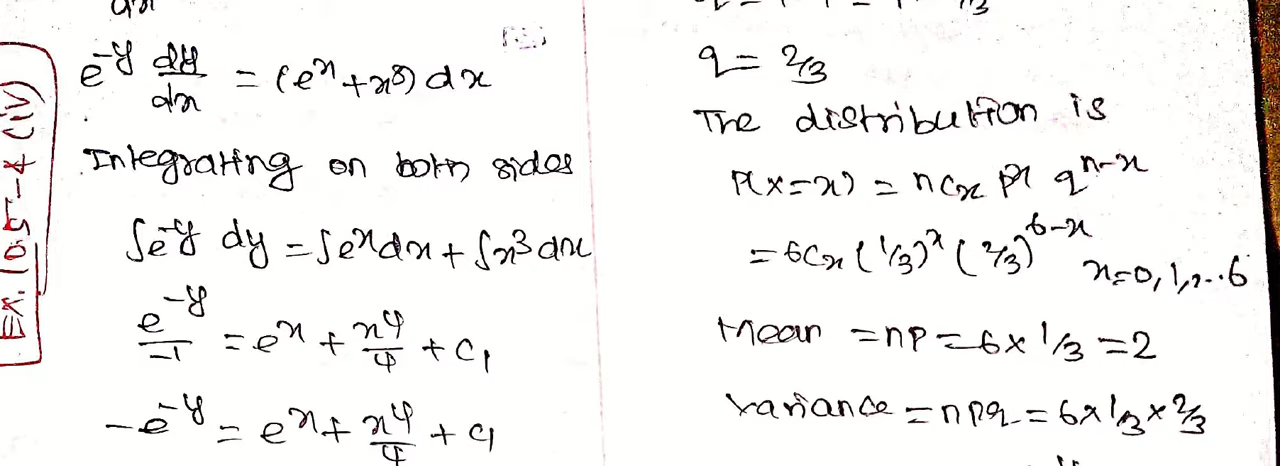 Ex. 10.5-4 (iv)
e^-y dy/dx = (e^x + x^3) dx
Integrating on both sides
∫e^-y dy = ∫e^x dx + ∫x^3 dx
e^-y/-1 = e^x + x^4/4 + c1
-e^-y = e^x + x^4/4 + c1
q = 2/3
The distribution is
P(X=x) = nCx p^x q^n-x
= 6Cx (1/3)^x (2/3)^6-x x=0,1,2..6
Mean = np = 6 x 1/3 = 2
Variance = npq = 6 x 1/3 x 2/3